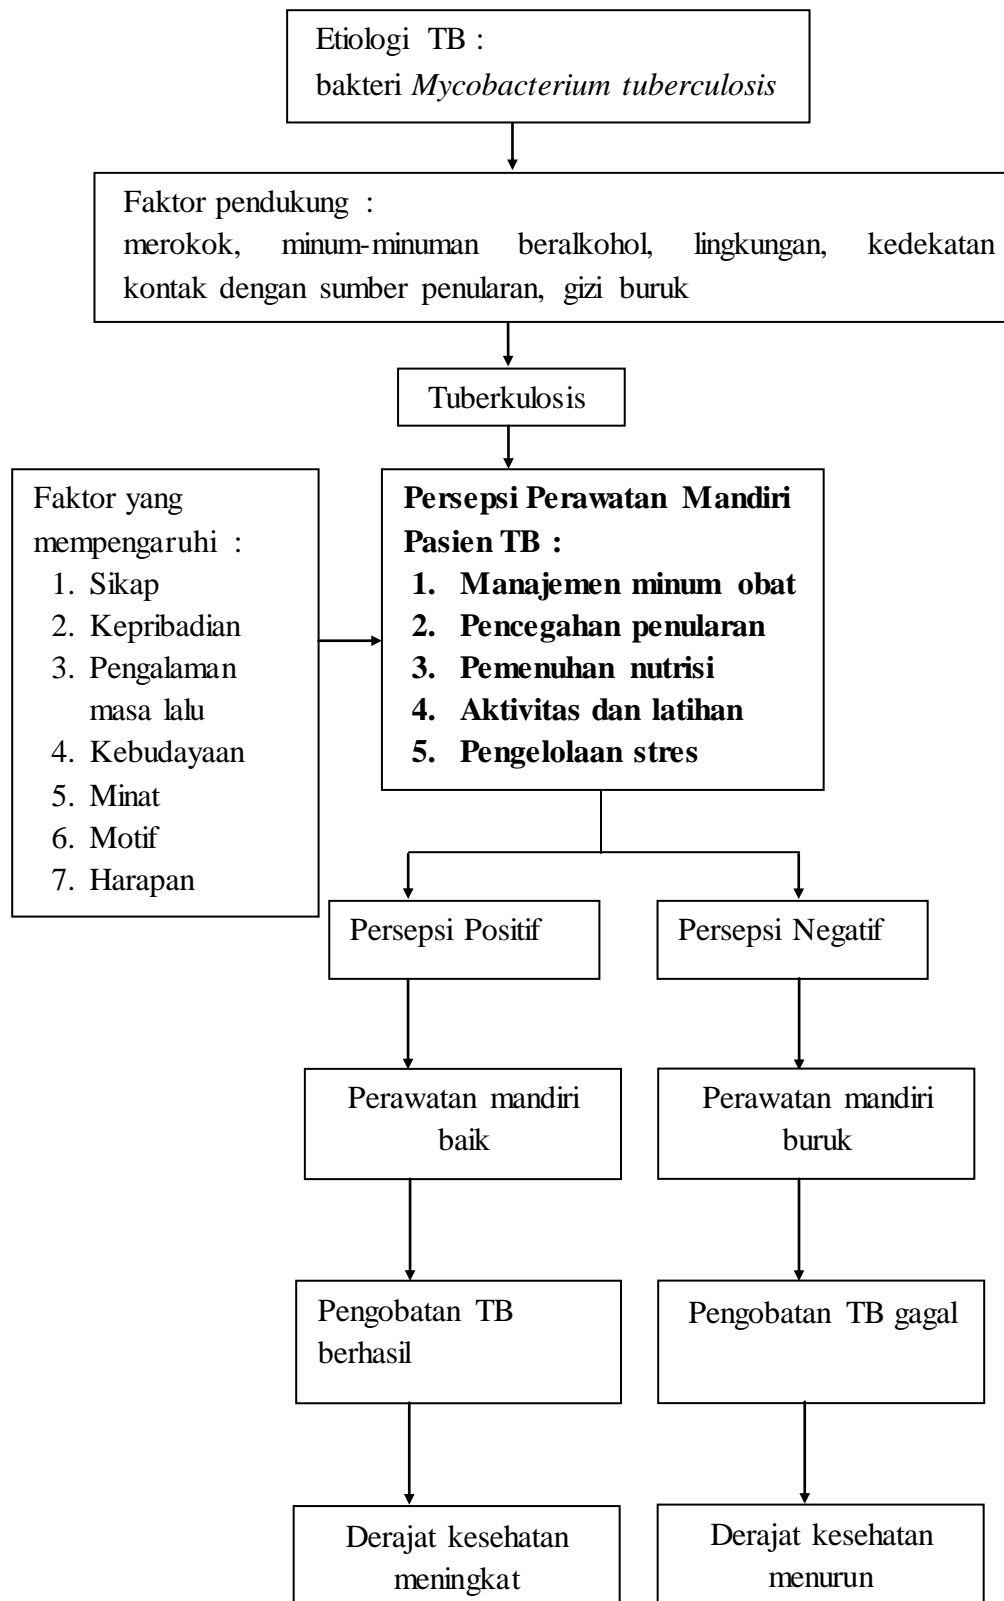 Etiologi TB :
bakteri Mycobacterium tuberculosis
Faktor pendukung :
merokok, minum-minuman beralkohol, lingkungan, kedekatan
kontak dengan sumber penularan, gizi buruk
Tuberkulosis
Faktor yang
mempengaruhi :
1. Sikap
2. Kepribadian
3. Pengalaman
masa lalu
4. Kebudayaan
5. Minat
6. Motif
7. Harapan
Persepsi Perawatan Mandiri
Pasien TB :
1. Manajemen minum obat
2. Pencegahan penularan
3. Pemenuhan nutrisi
4. Aktivitas dan latihan
5. Pengelolaan stres
Persepsi Positif
Persepsi Negatif
Perawatan mandiri
baik
Perawatan mandiri
buruk
Pengobatan TB
berhasil
Pengobatan TB gagal
Derajat kesehatan
meningkat
Derajat kesehatan
menurun